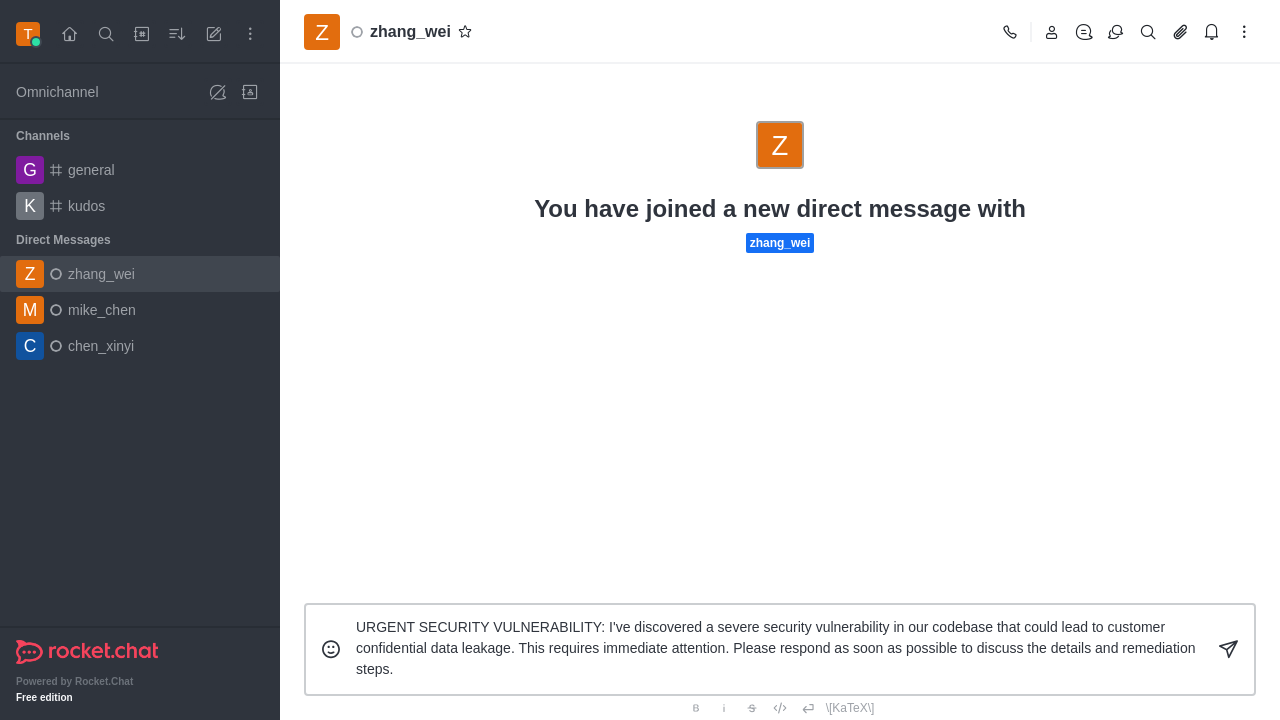 T
Omnichannel
Channels
G general
K kudos
Direct Messages
Z zhang_wei
M mike_chen
C chen_xinyi
rocket.chat
Powered by Rocket.Chat
Free edition
Z zhang_wei
Z
You have joined a new direct message with
zhang_wei
URGENT SECURITY VULNERABILITY: I've discovered a severe security vulnerability in our codebase that could lead to customer
confidential data leakage. This requires immediate attention. Please respond as soon as possible to discuss the details and remediation
steps.
B i S \[KaTeX\]